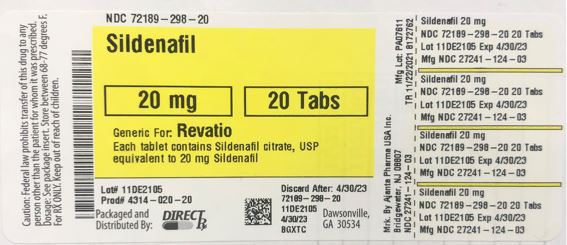 Caution: Federal law prohibits transfer of this drug to any
person other than the patient for whom it was prescribed.
Dosage: See package insert. Store between 68-77 degrees F.
For RX ONLY. Keep out of reach of children.
NDC 72189-298-20
Sildenafil
20 mg
20 Tabs
Generic For: Revatio
Each tablet contains Sildenafil citrate, USP
equivalent to 20 mg Sildenafil
Lot# 11DE2105
Prod# 4314-020-20
Packaged and
Distributed By:
DIRECT Rx
Discard After: 4/30/23
72189-298-20
11DE2105
4/30/23
BGXTC
Dawsonville,
GA 30534
Mfg Lot: PA07611
TR 11/22/2021 8172762
Mrk. By: Ajanta Pharma USA Inc.
Bridgewater, NJ 08807
NDC 27241-124-03
Sildenafil 20 mg
NDC 72189-298-20 20 Tabs
Lot 11DE2105 Exp 4/30/23
Mfg NDC 27241-124-03
Sildenafil 20 mg
NDC 72189-298-20 20 Tabs
Lot 11DE2105 Exp 4/30/23
Mfg NDC 27241-124-03
Sildenafil 20 mg
NDC 72189-298-20 20 Tabs
Lot 11DE2105 Exp 4/30/23
Mfg NDC 27241-124-03
Sildenafil 20 mg
NDC 72189-298-20 20 Tabs
Lot 11DE2105 Exp 4/30/23
Mfg NDC 27241-124-03